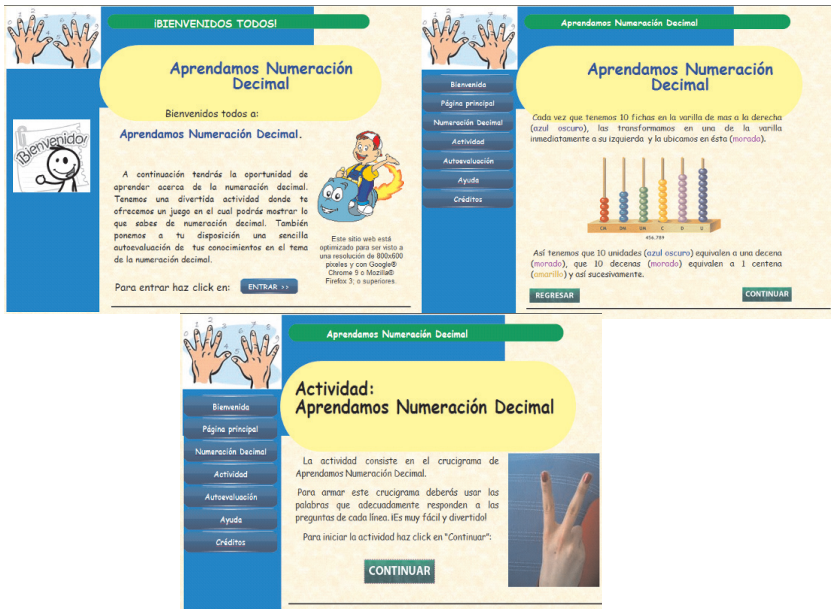 ¡BIENVENIDOS TODOS!
Aprendamos Numeración
Decimal
Bienvenidos todos a:
Aprendamos Numeración Decimal.
¡Bienvenido!
A continuación tendrás la oportunidad de
aprender acerca de la numeración decimal.
Tenemos una divertida actividad donde te
ofrecemos un juego en el cual podrás mostrar lo
que sabes de numeración decimal. También
ponemos a tu disposición una sencilla
autoevaluación de tus conocimientos en el tema
de la numeración decimal.
Este sitio web está
optimizado para ser visto a
una resolución de 800x600
pixeles y con Google®
Chrome 9 o Mozilla®
Firefox 3; o superiores.
Para entrar haz click en:
ENTRAR >>
Aprendamos Numeración Decimal
Bienvenida
Página principal
Numeración Decimal
Actividad
Autoevaluación
Ayuda
Créditos
Aprendamos Numeración
Decimal
Cada vez que tenemos 10 fichas en la varilla de mas a la derecha
(azul oscuro), las transformamos en una de la varilla
inmediatamente a su izquierda y la ubicamos en ésta (morado).
CM DM UM C D U
456.789
Así tenemos que 10 unidades (azul oscuro) equivalen a una decena
(morado), que 10 decenas (morado) equivalen a 1 centena
(amarillo) y así sucesivamente.
REGRESAR
CONTINUAR
Aprendamos Numeración Decimal
Bienvenida
Página principal
Numeración Decimal
Actividad
Autoevaluación
Ayuda
Créditos
Actividad:
Aprendamos Numeración Decimal
La actividad consiste en el crucigrama de
Aprendamos Numeración Decimal.
Para armar este crucigrama deberás usar las
palabras que adecuadamente responden a las
preguntas de cada línea. ¡Es muy fácil y divertido!
Para iniciar la actividad haz click en "Continuar":
CONTINUAR